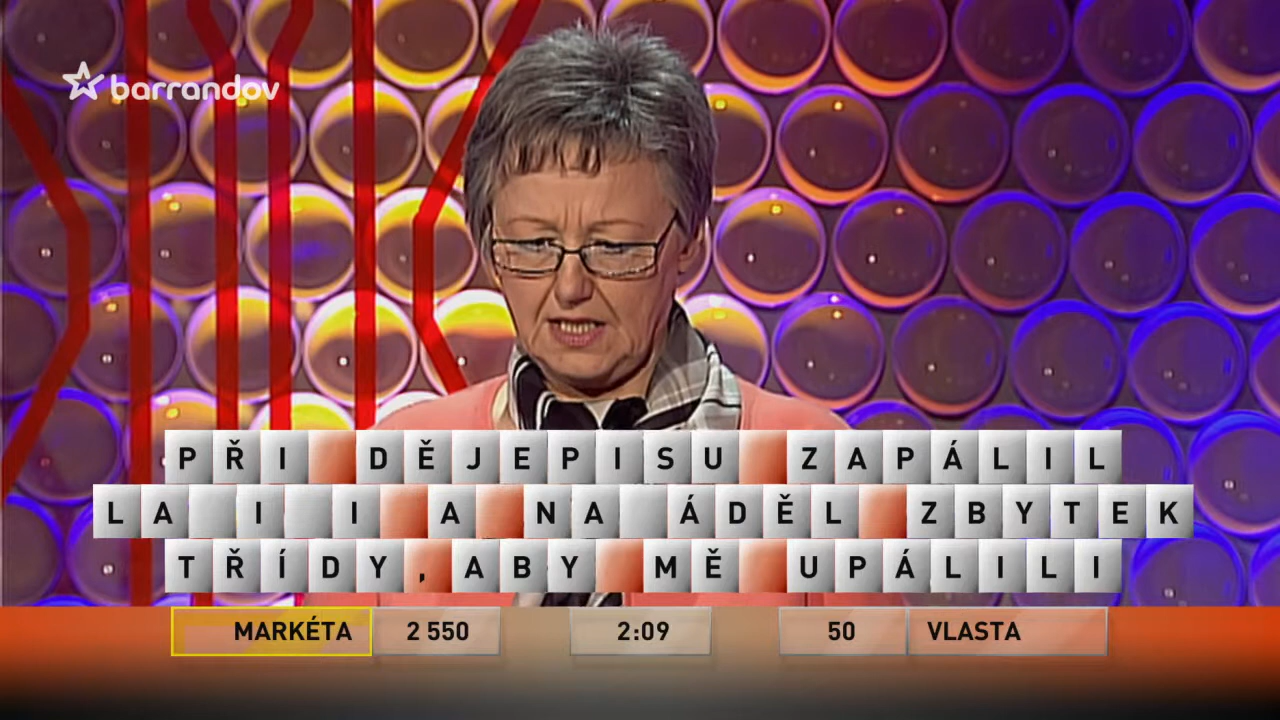 barrandov
PŘI DĚJEPISU ZAPÁLIL
LA I I A NA ÁDĚL ZBYTEK
TŘÍDY, ABY MĚ UPÁLILI
MARKÉTA 2 550 2:09 50 VLASTA